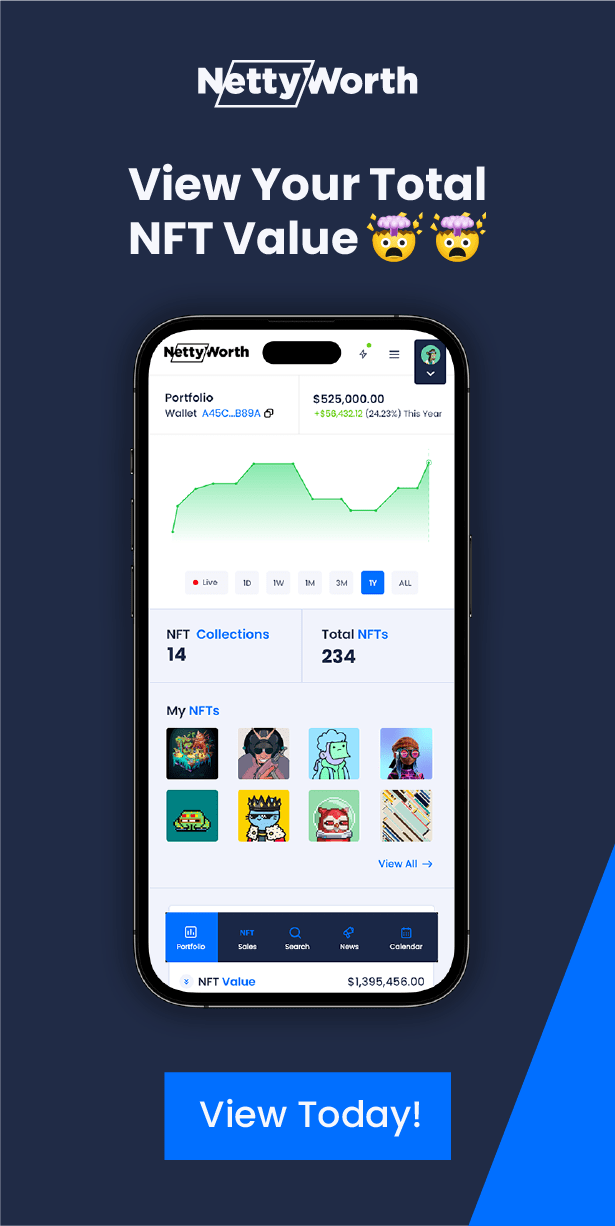 NettyWorth
View Your Total
NFT Value 🤯 🤯
NettyWorth
Portfolio
Wallet A45C...B89A
$525,000.00
+$56,432.12 (24.23%) This Year
Live 1D 1W 1M 3M 1Y ALL
NFT Collections
14
Total NFTs
234
My NFTs
View All →
Portfolio
NFT
Sales
Search
News
Calendar
NFT Value $1,395,456.00
View Today!